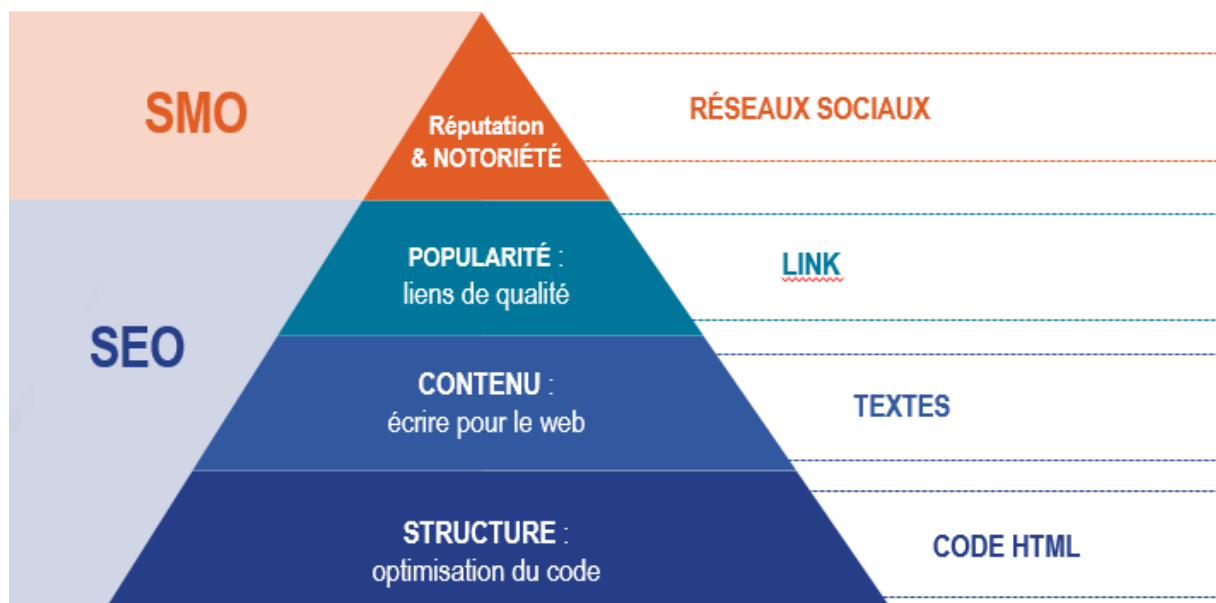 SMO
Réputation
& NOTORIÉTÉ
RÉSEAUX SOCIAUX
SEO
POPULARITÉ :
liens de qualité
LINK
CONTENU :
écrire pour le web
TEXTES
STRUCTURE :
optimisation du code
CODE HTML